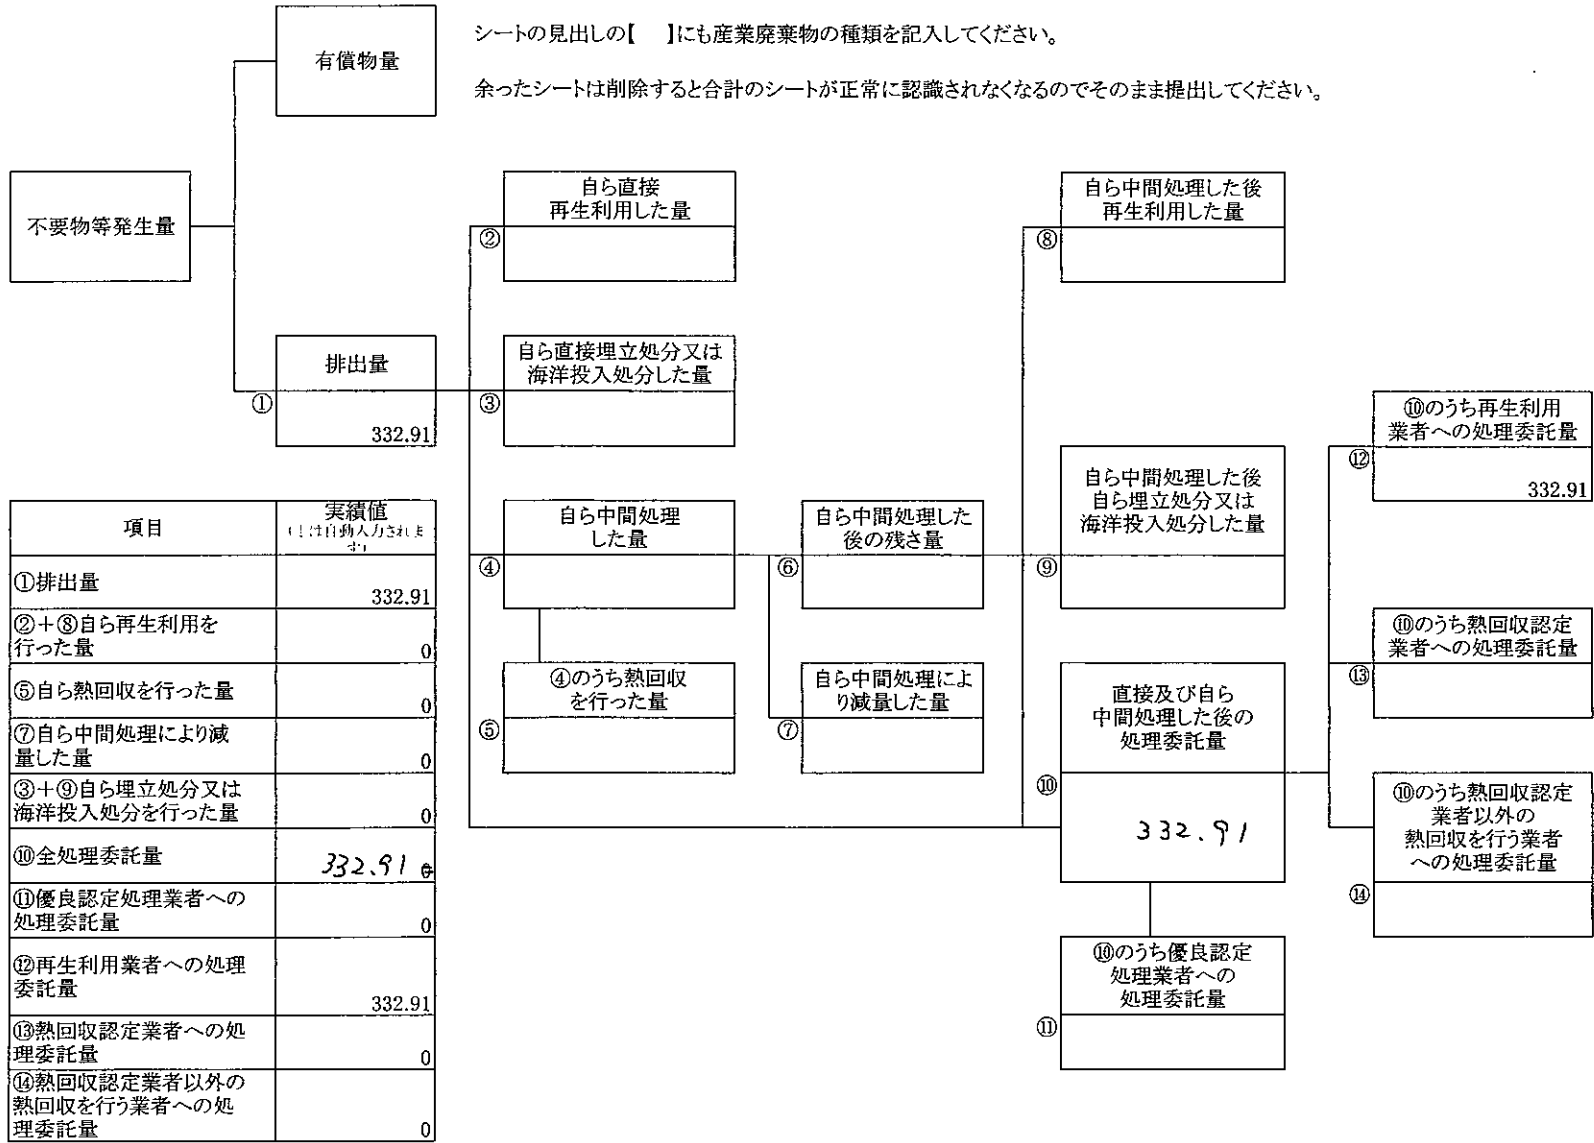 有償物量
シートの見出しの【　】にも産業廃棄物の種類を記入してください。
余ったシートは削除すると合計のシートが正常に認識されなくなるのでそのまま提出してください。
不要物等発生量
自ら直接
再生利用した量
②
自ら中間処理した後
再生利用した量
⑧
排出量
①
332.91
自ら直接埋立処分又は
海洋投入処分した量
③
⑩のうち再生利用
業者への処理委託量
⑫
332.91
自ら中間処理
した量
④
自ら中間処理した
後の残さ量
⑥
自ら中間処理した後
自ら埋立処分又は
海洋投入処分した量
⑨
④のうち熱回収
を行った量
⑤
自ら中間処理によ
り減量した量
⑦
直接及び自ら
中間処理した後の
処理委託量
⑩
332.91
⑩のうち熱回収認定
業者への処理委託量
⑬
⑩のうち熱回収認定
業者以外の
熱回収を行う業者
への処理委託量
⑭
⑩のうち優良認定
処理業者への
処理委託量
⑪
項目
実績値
①排出量
332.91
②+⑧自ら再生利用を
行った量
0
⑤自ら熱回収を行った量
0
⑦自ら中間処理により減
量した量
0
③+⑨自ら埋立処分又は
海洋投入処分を行った量
0
⑩全処理委託量
332.91 0
⑪優良認定処理業者への
処理委託量
0
⑫再生利用業者への処理
委託量
332.91
⑬熱回収認定業者への処
理委託量
0
⑭熱回収認定業者以外の
熱回収を行う業者への処
理委託量
0